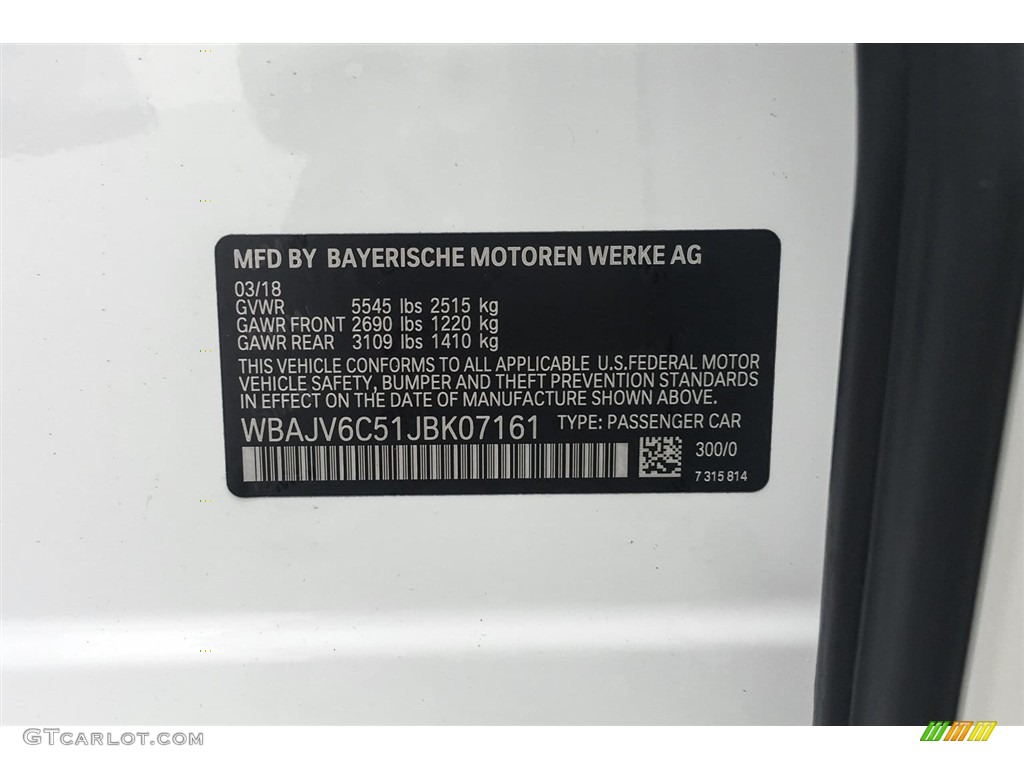 MFD BY BAYERISCHE MOTOREN WERKE AG
03/18
GVWR 5545 lbs 2515 kg
GAWR FRONT 2690 lbs 1220 kg
GAWR REAR 3109 lbs 1410 kg
THIS VEHICLE CONFORMS TO ALL APPLICABLE U.S.FEDERAL MOTOR
VEHICLE SAFETY, BUMPER AND THEFT PREVENTION STANDARDS
IN EFFECT ON THE DATE OF MANUFACTURE SHOWN ABOVE.
WBAJV6C51JBK07161 TYPE: PASSENGER CAR
300/0
7 315 814
GTcarlot.com